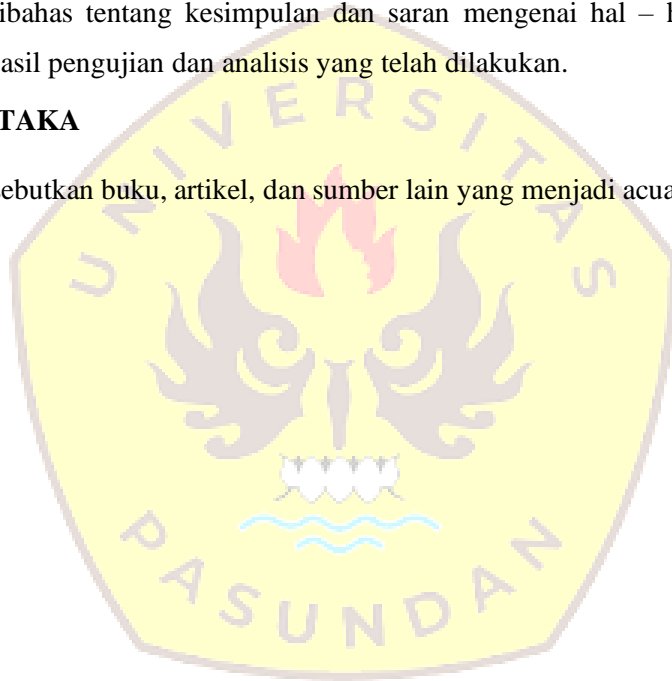 ibahas tentang kesimpulan dan saran mengenai hal – h
asil pengujian dan analisis yang telah dilakukan.
TAKA
ebutkan buku, artikel, dan sumber lain yang menjadi acua
UNIVERSITAS
PASUNDAN